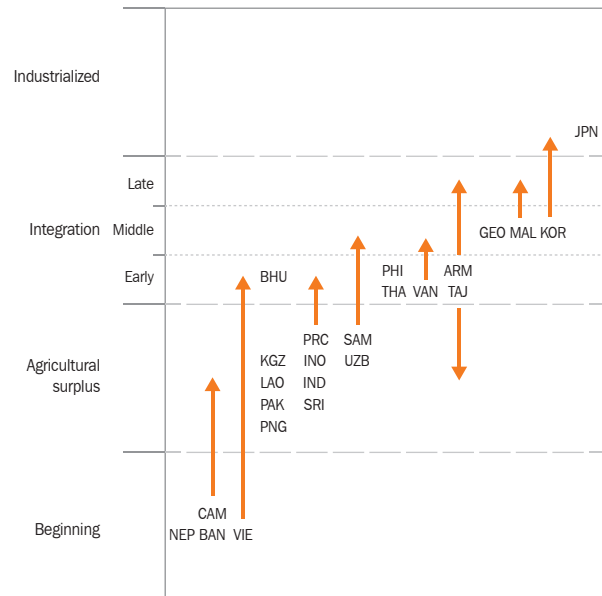 Industrialized
JPN
Late
Integration Middle
GEO MAL KOR
Early
BHU
PHI
ARM
THA VAN TAJ
PRC SAM
Agricultural
surplus
KGZ INO UZB
LAO IND
PAK SRI
PNG
CAM
Beginning
NEP BAN VIE